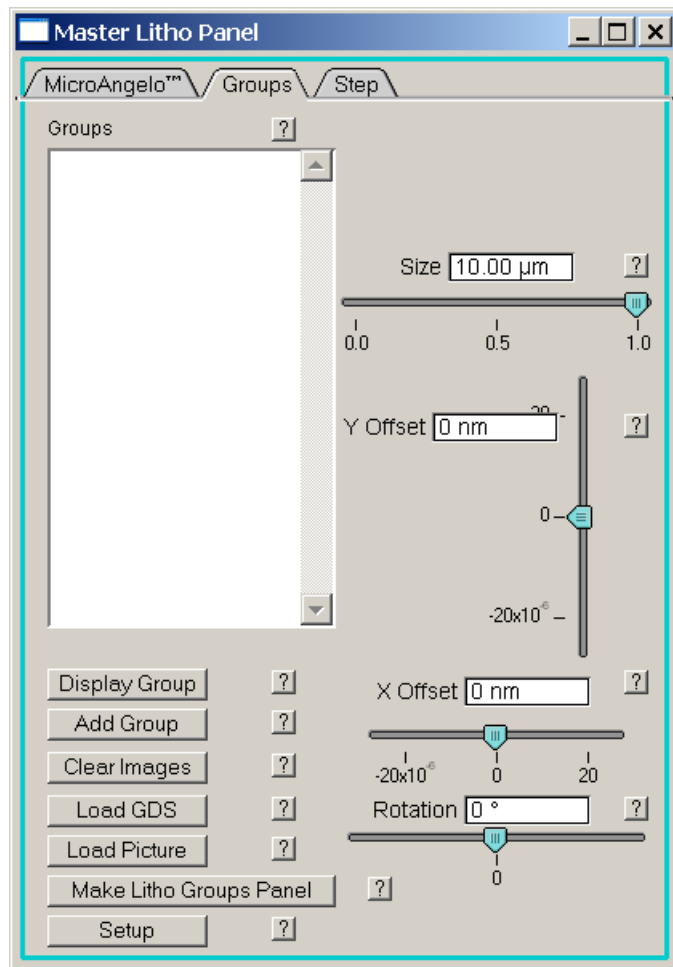 Master Litho Panel
MicroAngelo™ Groups Step
Groups ?
Size 10.00 µm ?
0.0 0.5 1.0
20
Y Offset 0 nm ?
0
-20x10⁻⁶
Display Group ? X Offset 0 nm ?
Add Group ?
Clear Images ? -20x10⁻⁶ 0 20
Load GDS ? Rotation 0 ° ?
Load Picture ?
0
Make Litho Groups Panel ?
Setup ?